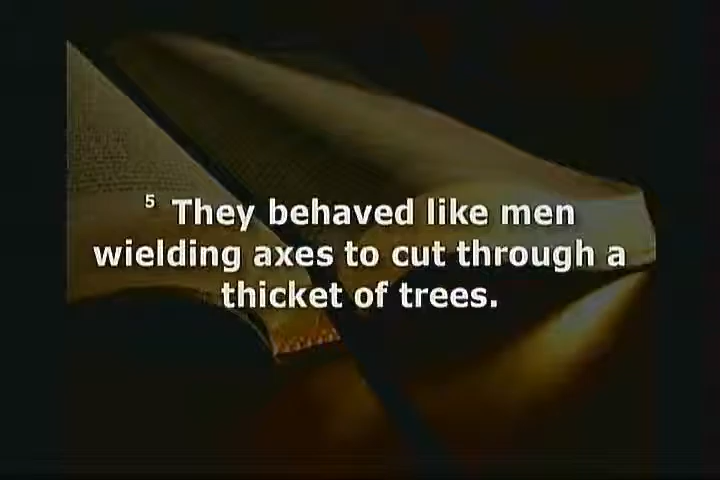 5 They behaved like men
wielding axes to cut through a
thicket of trees.